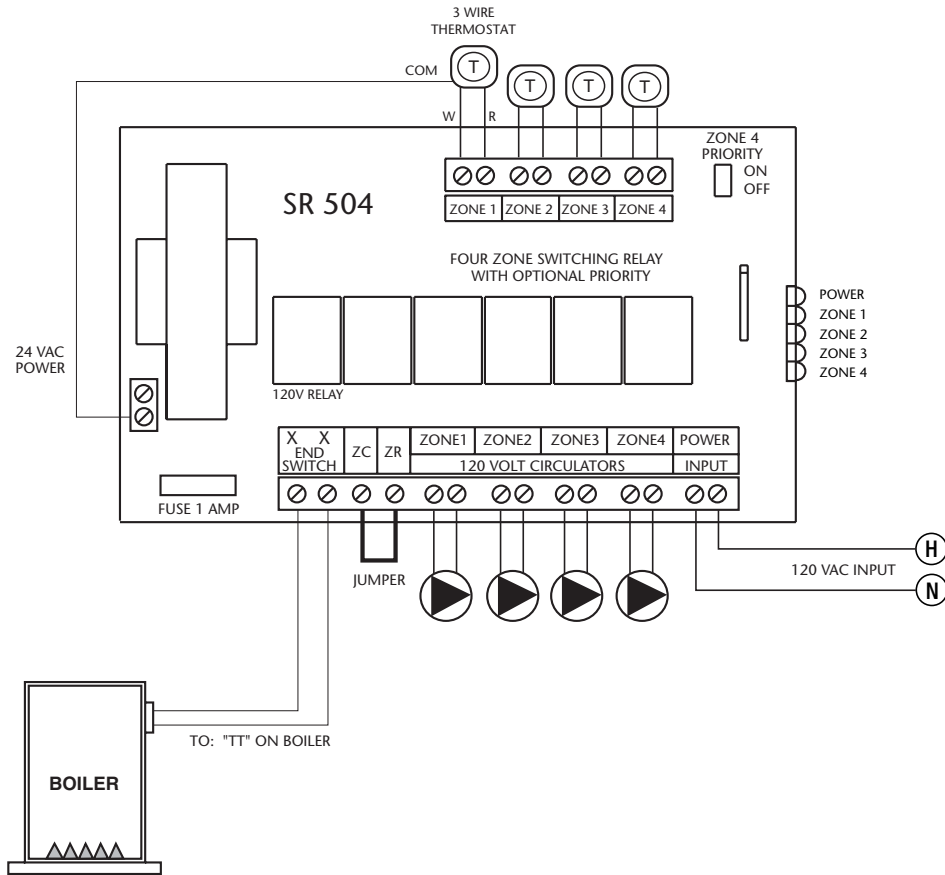 3 WIRE
THERMOSTAT
COM
T
T
T
T
W
R
ZONE 4
PRIORITY
ON
OFF
SR 504
ZONE 1
ZONE 2
ZONE 3
ZONE 4
FOUR ZONE SWITCHING RELAY
WITH OPTIONAL PRIORITY
POWER
ZONE 1
ZONE 2
ZONE 3
ZONE 4
24 VAC
POWER
120V RELAY
X X
END
SWITCH
ZC
ZR
ZONE1
ZONE2
ZONE3
ZONE4
POWER
120 VOLT CIRCULATORS
INPUT
FUSE 1 AMP
JUMPER
H
120 VAC INPUT
N
TO: "TT" ON BOILER
BOILER